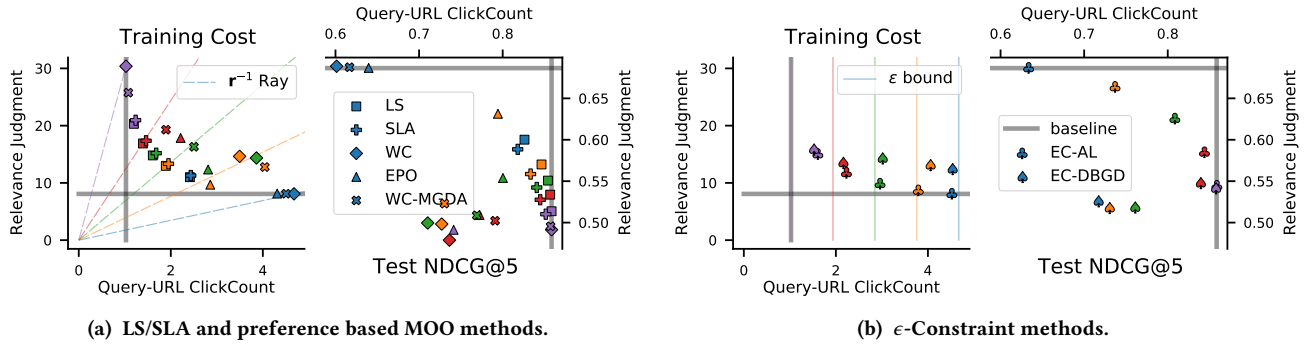 Query-URL ClickCount
0.6 0.7 0.8
Training Cost
Relevance Judgment
30
20
10
0
0 2 4
Query-URL ClickCount
r⁻¹ Ray
LS
SLA
WC
EPO
WC-MGDA
0.65
0.60
0.55
0.50
Relevance Judgment
Test NDCG@5
(a) LS/SLA and preference based MOO methods.
Query-URL ClickCount
0.6 0.7 0.8
Training Cost
Relevance Judgment
30
20
10
0
0 2 4
Query-URL ClickCount
ε bound
baseline
EC-AL
EC-DBGD
0.65
0.60
0.55
0.50
Relevance Judgment
Test NDCG@5
(b) ϵ-Constraint methods.